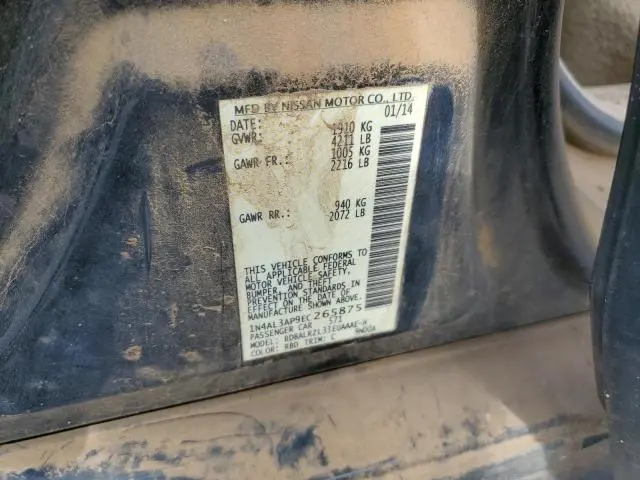 MFD BY NISSAN MOTOR CO., LTD.
DATE: 01/14
GVWR: 1910 KG
4211 LB
GAWR FR.: 1005 KG
2216 LB
GAWR RR.: 940 KG
2072 LB
THIS VEHICLE CONFORMS TO
ALL APPLICABLE FEDERAL
MOTOR VEHICLE SAFETY,
BUMPER, AND THEFT
PREVENTION STANDARDS IN
EFFECT ON THE DATE OF
MANUFACTURE SHOWN ABOVE.
1N4AL3AP9EC265875
PASSENGER CAR 571
MODEL:
COLOR: RBD TRIM: C